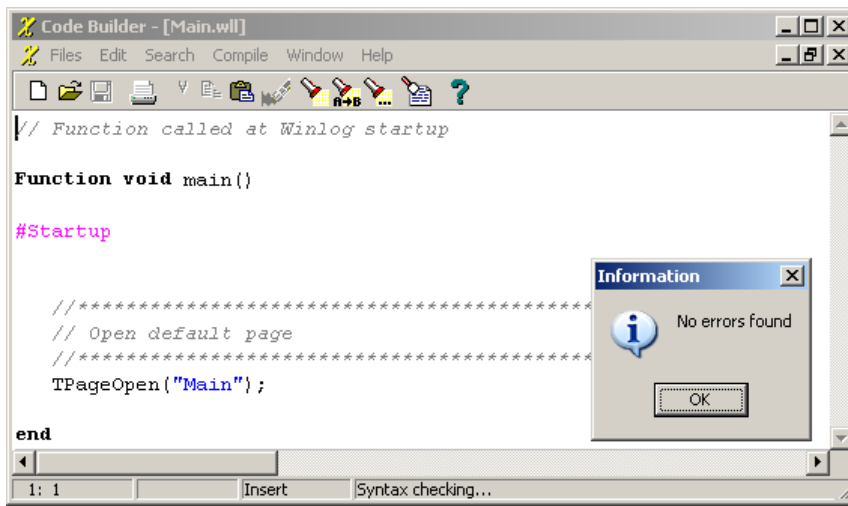 Code Builder - [Main.wll]
Files Edit Search Compile Window Help
A→B ... ?
// Function called at Winlog startup
Function void main()
#Startup
//*******************************************
// Open default page
//*******************************************
TPageOpen("Main");
end
Information
No errors found
OK
1: 1 Insert Syntax checking...